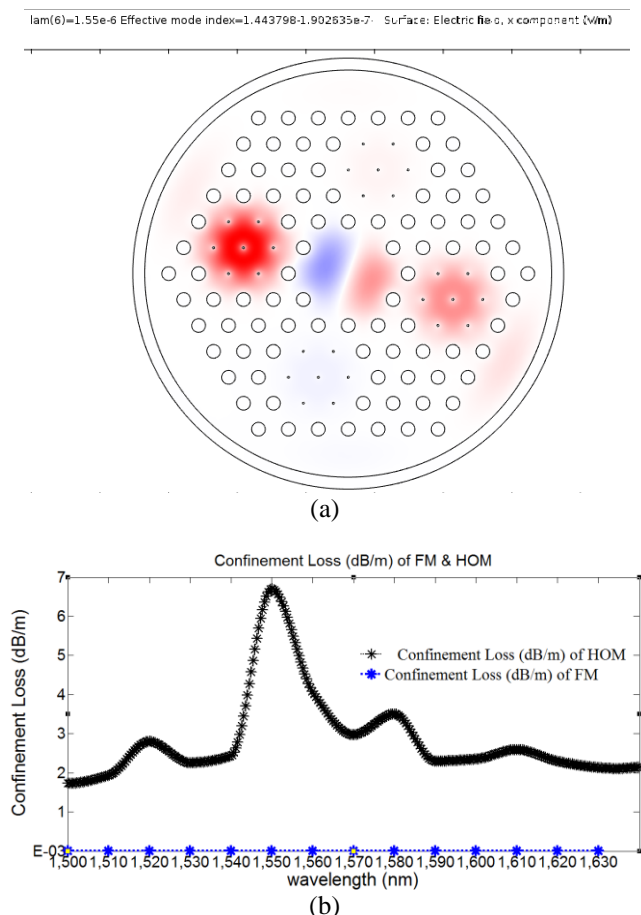 lam(6)=1.55e-6 Effective mode index=1.443798-1.902635e-7 Surface: Electric field, x component (v/m)
(a)
Confinement Loss (dB/m) of FM & HOM
Confinement Loss (dB/m)
7
6
5
4
3
2
1
E-03
Confinement Loss (dB/m) of HOM
Confinement Loss (dB/m) of FM
1,500 1,510 1,520 1,530 1,540 1,550 1,560 1,570 1,580 1,590 1,600 1,610 1,620 1,630
wavelength (nm)
(b)